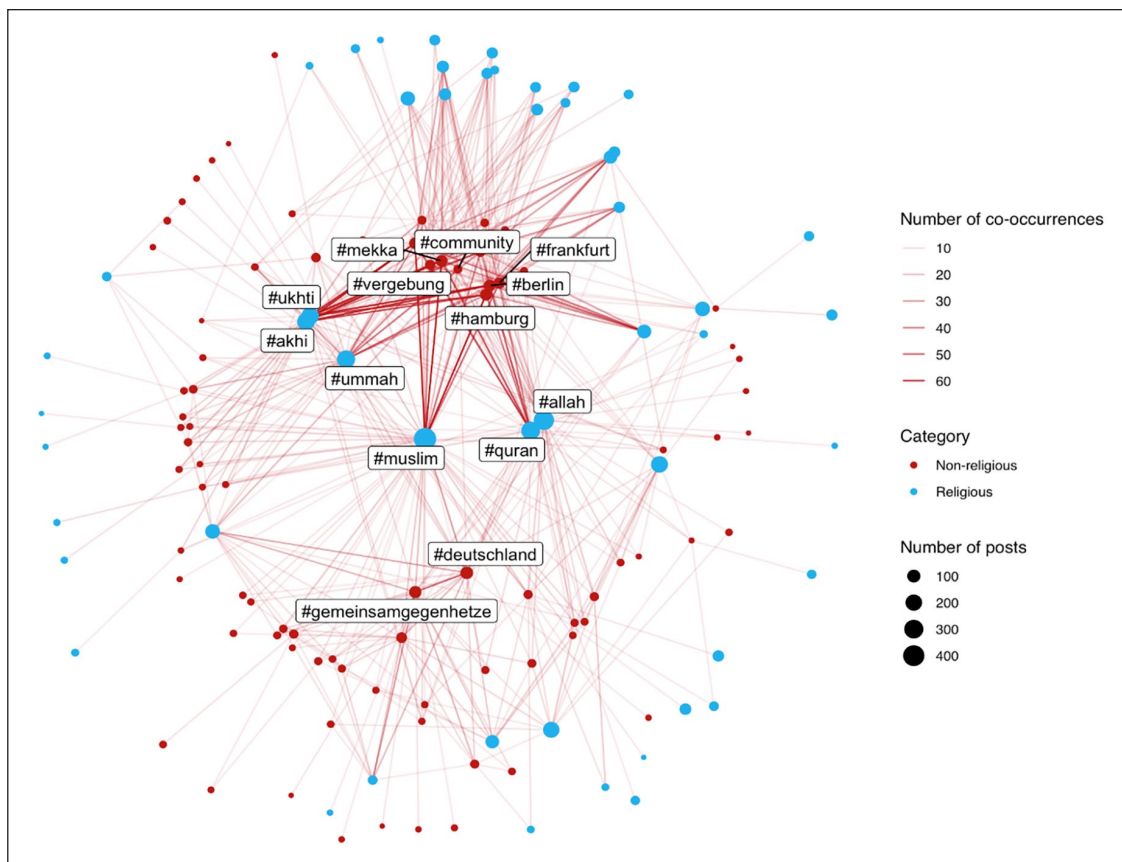 #mekka
#community
#frankfurt
#vergebung
#berlin
#ukhti
#hamburg
#akhi
#ummah
#allah
#muslim
#quran
#deutschland
#gemeinsamgegenhetze
Number of co-occurrences
10
20
30
40
50
60
Category
Non-religious
Religious
Number of posts
100
200
300
400